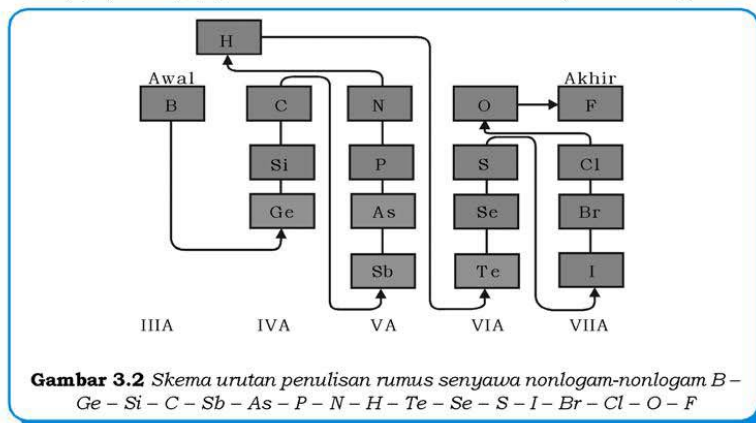 H
Awal
Akhir
B C N O F
Si P S Cl
Ge As Se Br
Sb Te I
IIIA IVA VA VIA VIIA
Gambar 3.2 Skema urutan penulisan rumus senyawa nonlogam-nonlogam B –
Ge – Si – C – Sb – As – P – N – H – Te – Se – S – I – Br – Cl – O – F